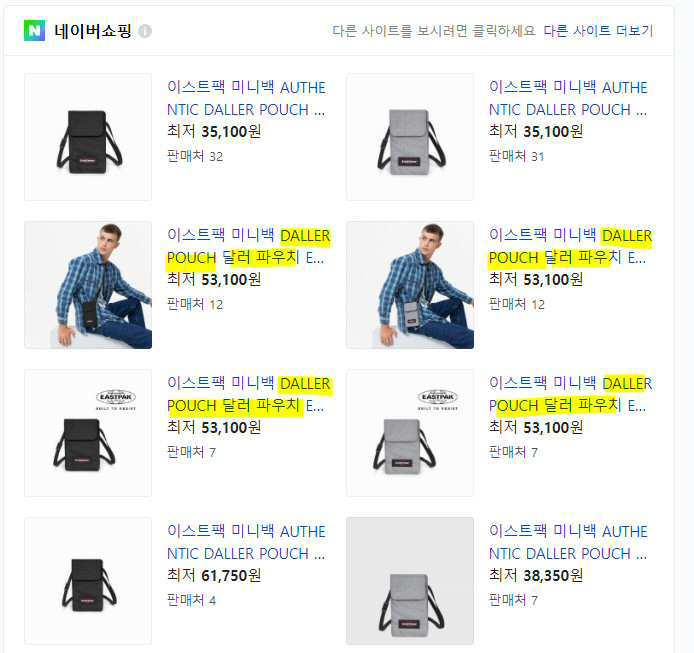 네이버쇼핑
다른 사이트를 보시려면 클릭하세요 다른 사이트 더보기
이스트팩 미니백 AUTHE
NTIC DALLER POUCH ...
최저 35,100원
판매처 32
이스트팩 미니백 AUTHE
NTIC DALLER POUCH ...
최저 35,100원
판매처 31
이스트팩 미니백 DALLER
POUCH 달러 파우치 E...
최저 53,100원
판매처 12
이스트팩 미니백 DALLER
POUCH 달러 파우치 E...
최저 53,100원
판매처 12
EASTPAK
BUILT TO RESIST
이스트팩 미니백 DALLER
POUCH 달러 파우치 E...
최저 53,100원
판매처 7
EASTPAK
BUILT TO RESIST
이스트팩 미니백 DALLER
POUCH 달러 파우치 E...
최저 53,100원
판매처 7
이스트팩 미니백 AUTHE
NTIC DALLER POUCH ...
최저 61,750원
판매처 4
이스트팩 미니백 AUTHE
NTIC DALLER POUCH ...
최저 38,350원
판매처 7